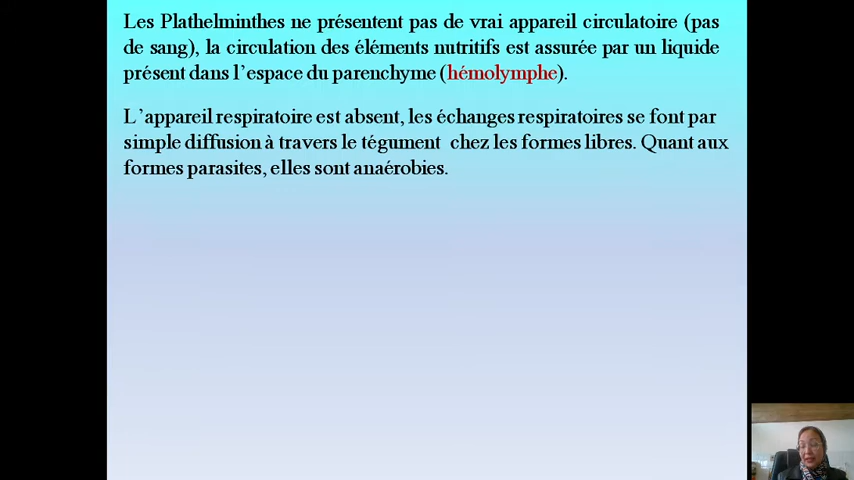 Les Plathelminthes ne présentent pas de vrai appareil circulatoire (pas
de sang), la circulation des éléments nutritifs est assurée par un liquide
présent dans l’espace du parenchyme (hémolymphe).
L’appareil respiratoire est absent, les échanges respiratoires se font par
simple diffusion à travers le tégument chez les formes libres. Quant aux
formes parasites, elles sont anaérobies.